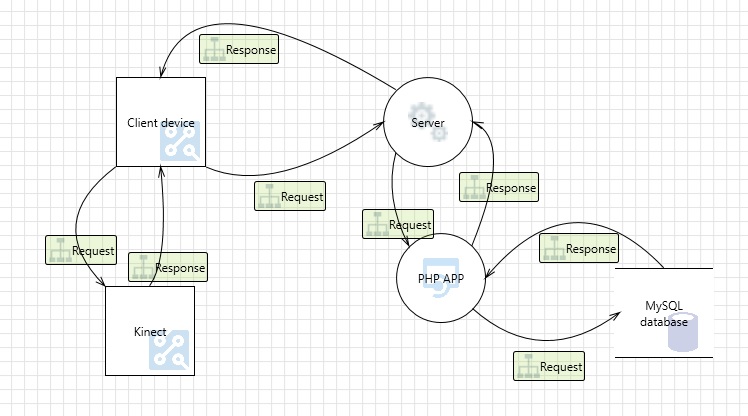 Response
Client device
Server
Request
Response
Request
Request
Response
Response
PHP APP
MySQL
database
Kinect
Request